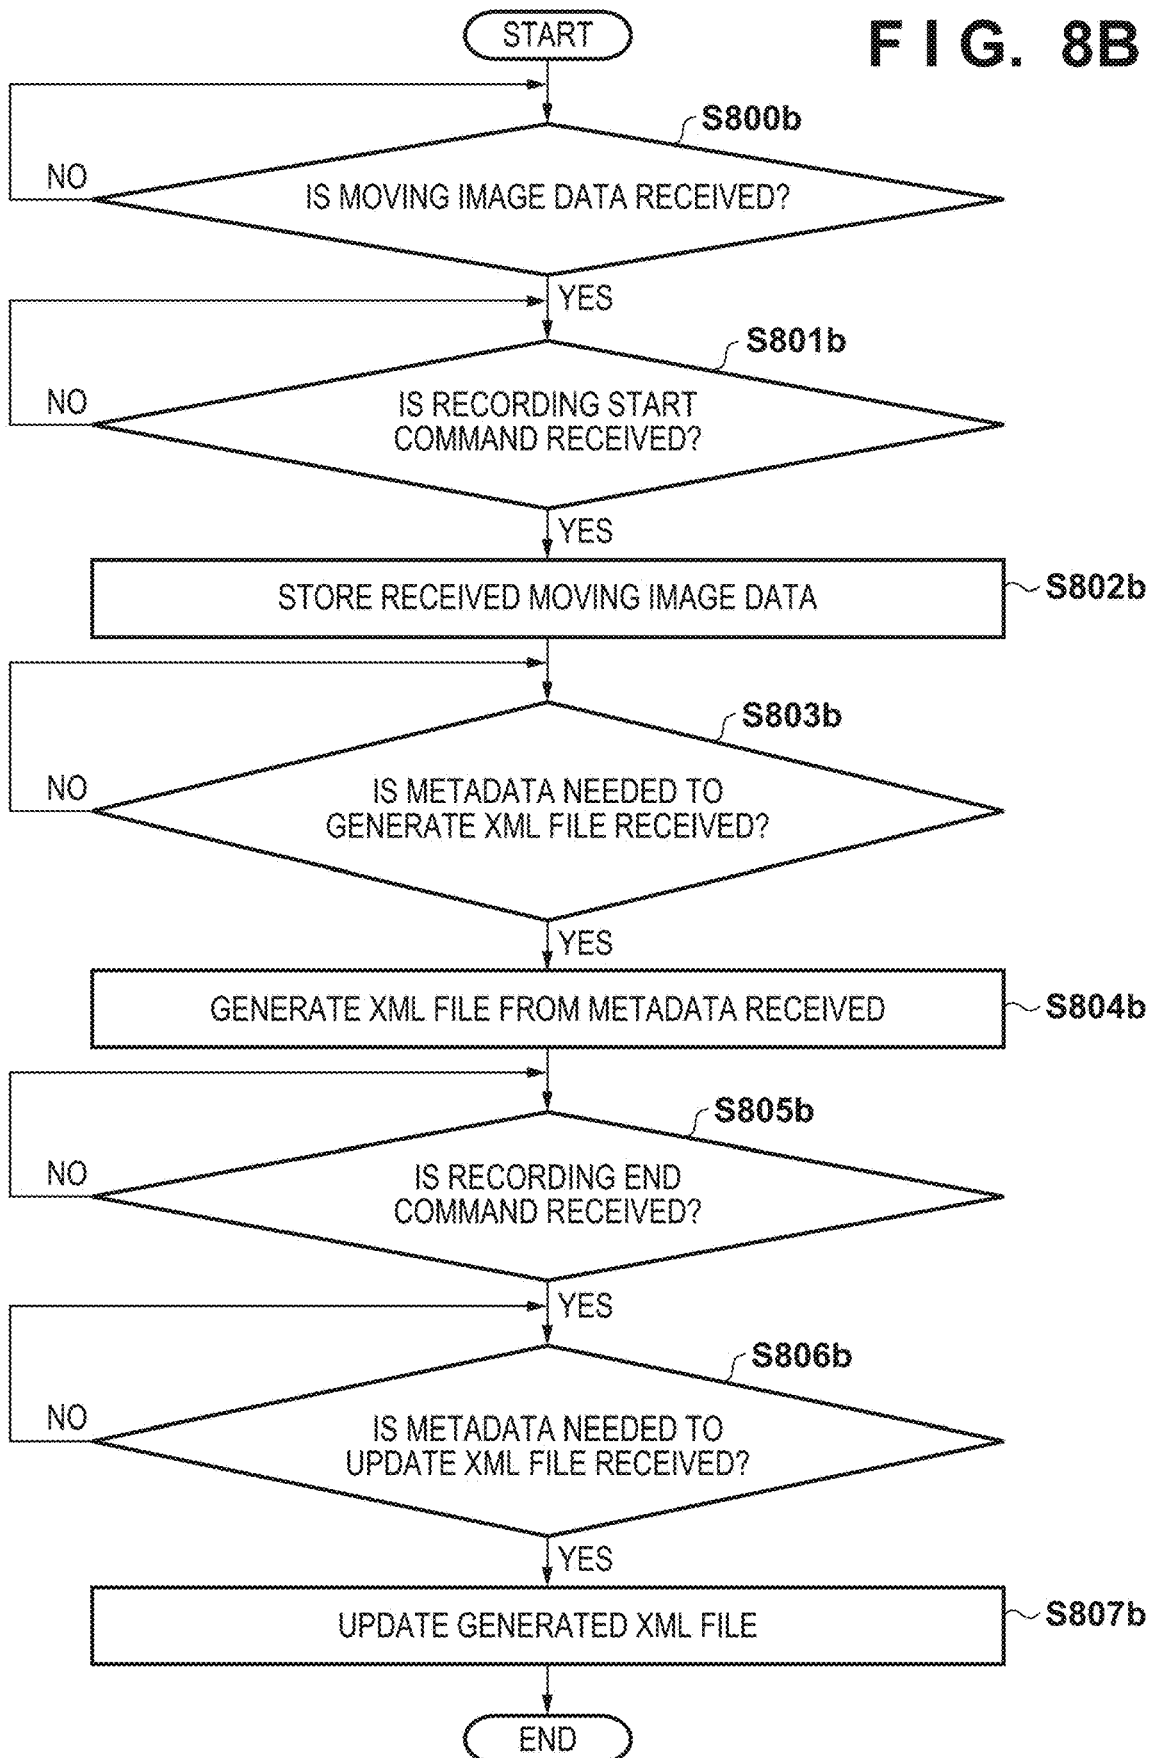 START
F I G. 8B
S800b
NO
IS MOVING IMAGE DATA RECEIVED?
YES
S801b
NO
IS RECORDING START
COMMAND RECEIVED?
YES
STORE RECEIVED MOVING IMAGE DATA
S802b
S803b
NO
IS METADATA NEEDED TO
GENERATE XML FILE RECEIVED?
YES
GENERATE XML FILE FROM METADATA RECEIVED
S804b
S805b
NO
IS RECORDING END
COMMAND RECEIVED?
YES
S806b
NO
IS METADATA NEEDED TO
UPDATE XML FILE RECEIVED?
YES
UPDATE GENERATED XML FILE
S807b
END